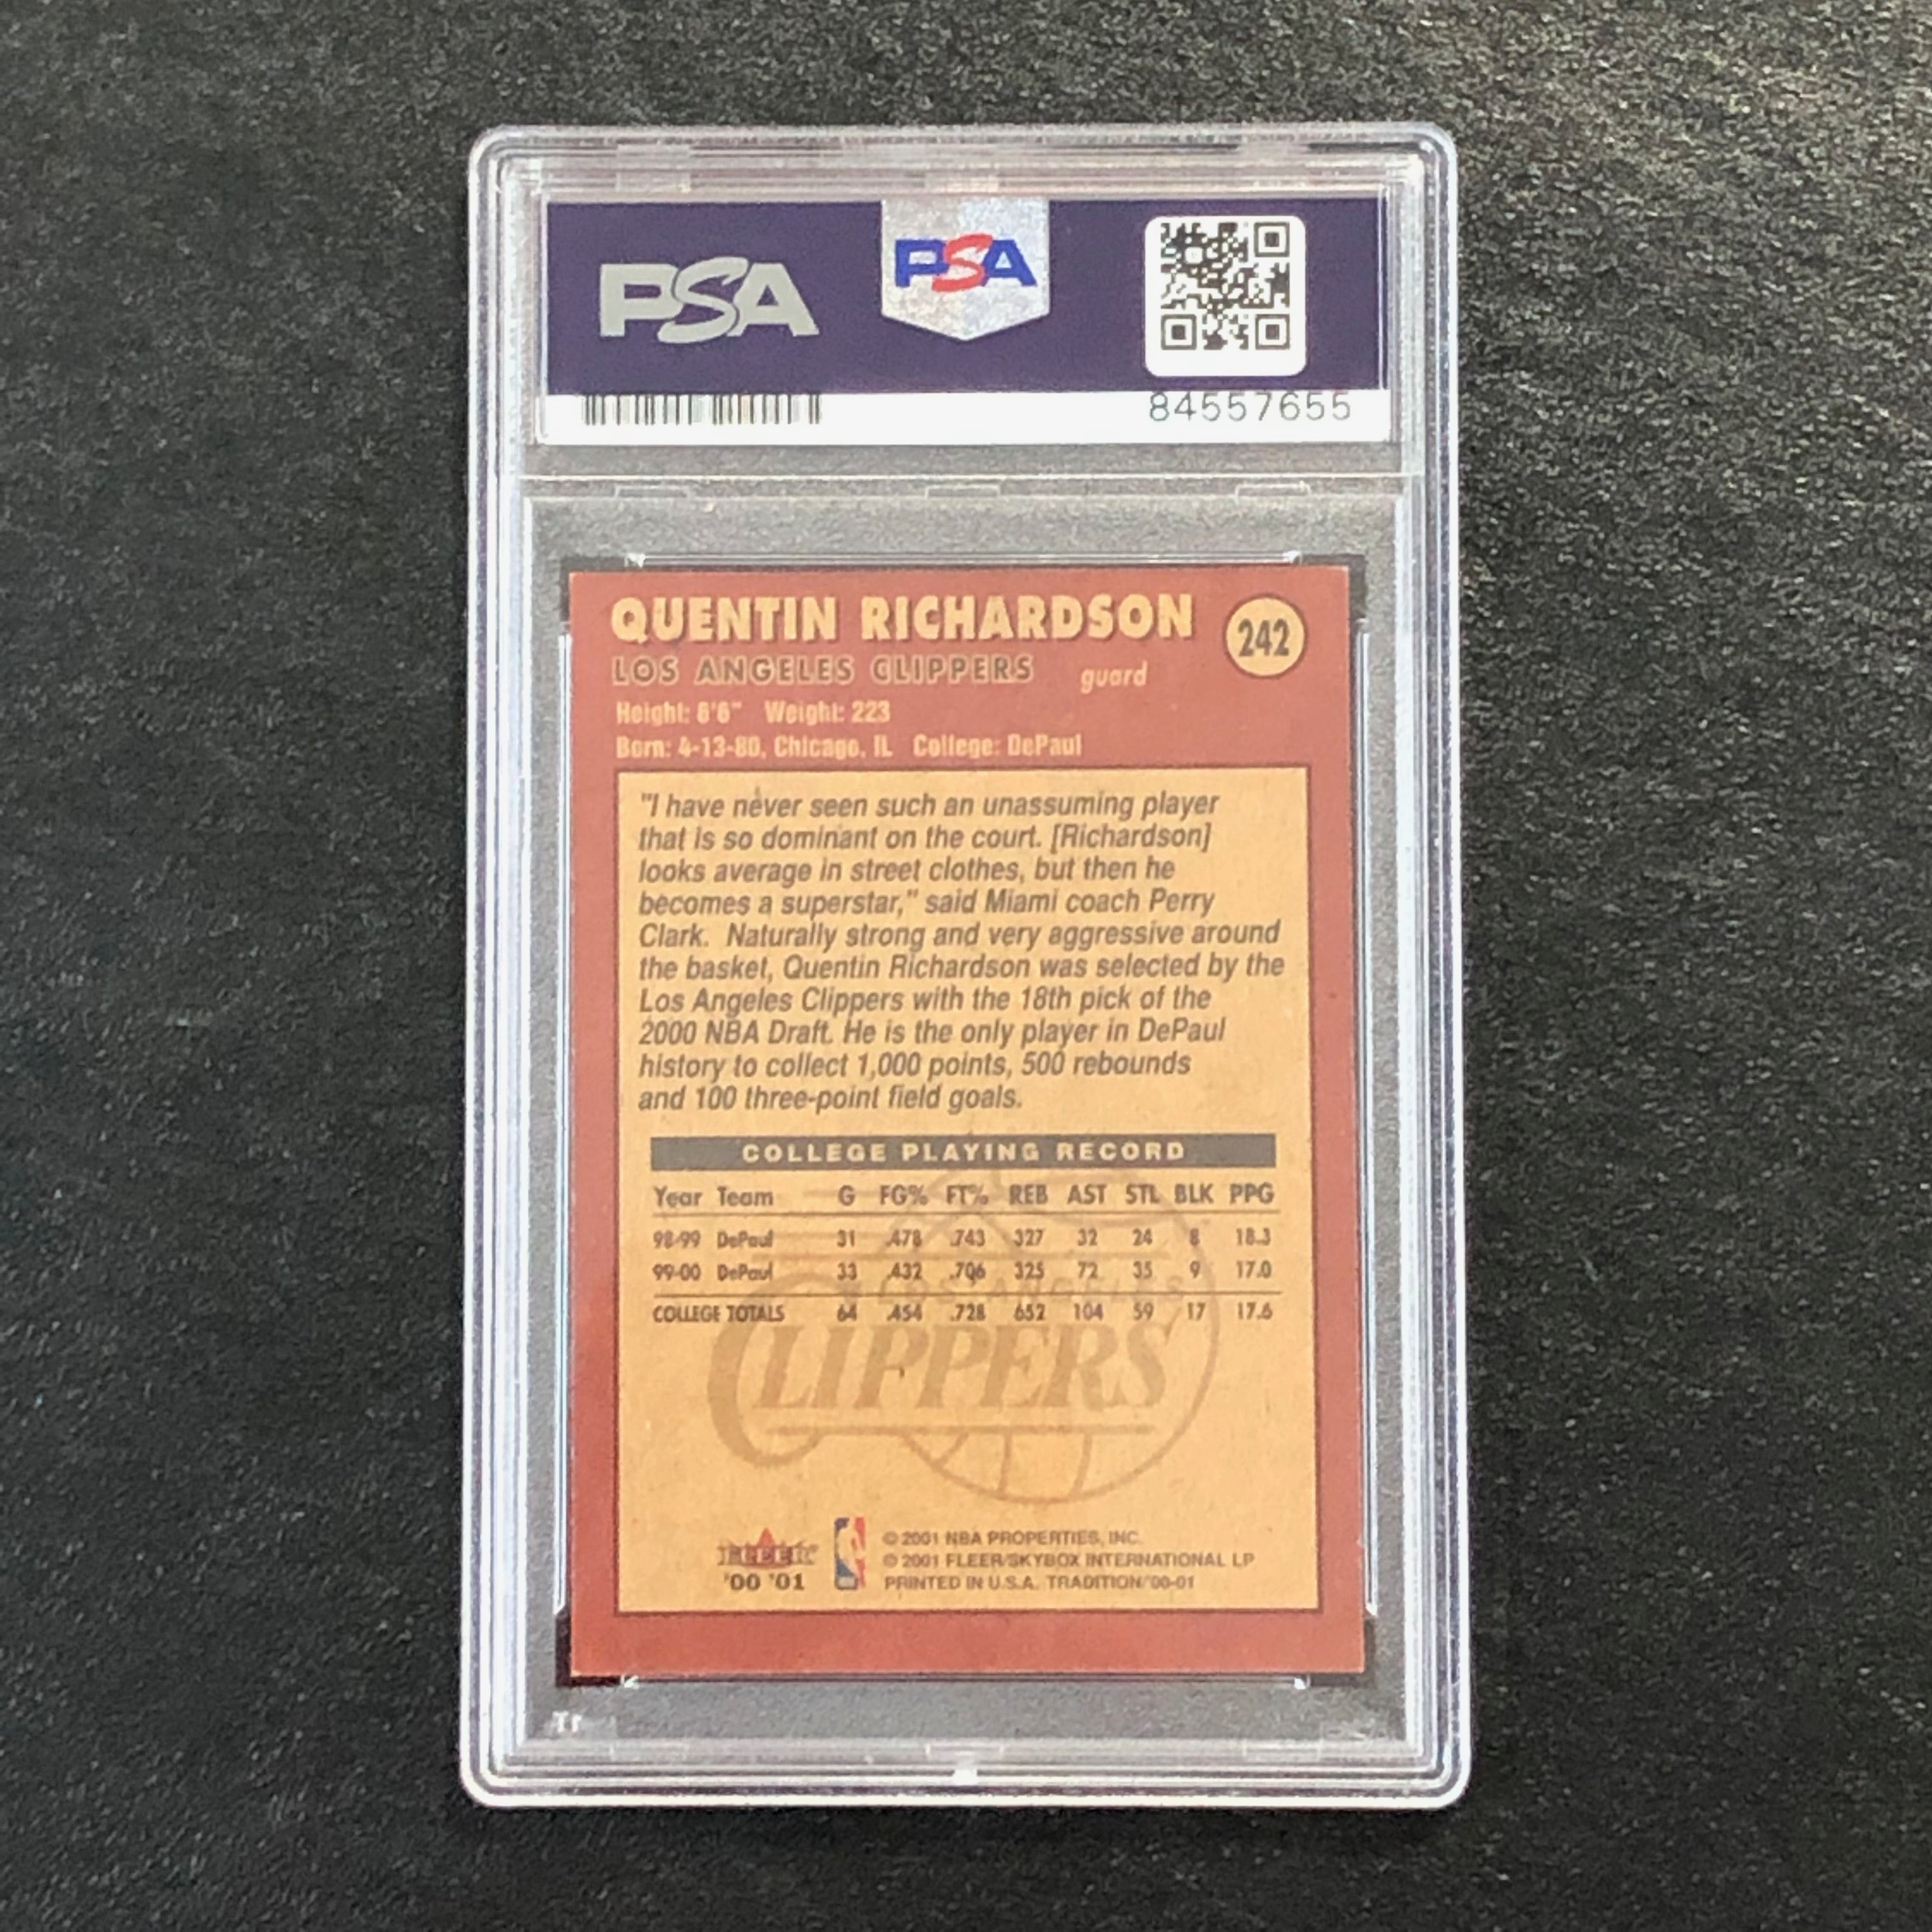 PSA PSA
84557655
QUENTIN RICHARDSON 242
LOS ANGELES CLIPPERS guard
Height: 6'6" Weight: 223
Born: 4-13-80, Chicago, IL College: DePaul
"I have never seen such an unassuming player
that is so dominant on the court. [Richardson]
looks average in street clothes, but then he
becomes a superstar," said Miami coach Perry
Clark. Naturally strong and very aggressive around
the basket, Quentin Richardson was selected by the
Los Angeles Clippers with the 18th pick of the
2000 NBA Draft. He is the only player in DePaul
history to collect 1,000 points, 500 rebounds
and 100 three-point field goals.
COLLEGE PLAYING RECORD
Year Team G FG% FT% REB AST STL BLK PPG
98-99 DePaul 31 .478 .743 327 32 24 8 18.3
99-00 DePaul 33 .432 .706 325 72 35 9 17.0
LOS ANGELES
COLLEGE TOTALS 64 .454 .728 652 104 59 17 17.6
CLIPPERS
FLEER
'00 '01
© 2001 NBA PROPERTIES, INC.
© 2001 FLEER/SKYBOX INTERNATIONAL LP
PRINTED IN U.S.A. TRADITION/'00-01